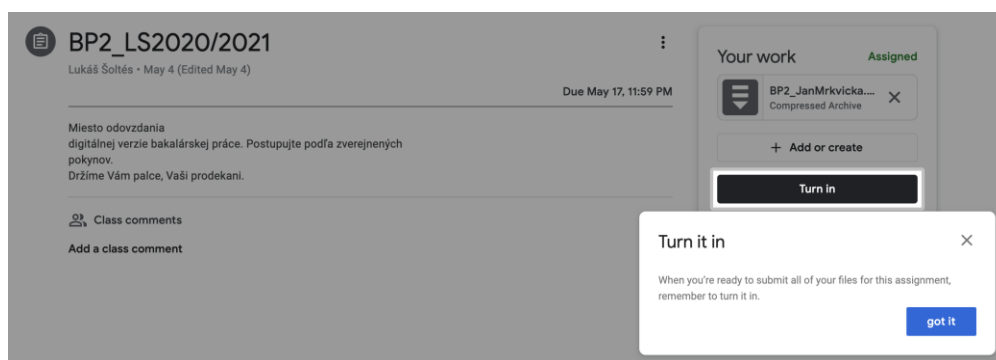 BP2_LS2020/2021
Lukáš Šoltés • May 4 (Edited May 4)
Due May 17, 11:59 PM
Miesto odovzdania
digitálnej verzie bakalárskej práce. Postupujte podľa zverejnených
pokynov.
Držíme Vám palce, Vaši prodekani.
Class comments
Add a class comment
Your work
Assigned
BP2_JanMrkvicka....
Compressed Archive
+ Add or create
Turn in
Turn it in
When you're ready to submit all of your files for this assignment,
remember to turn it in.
got it